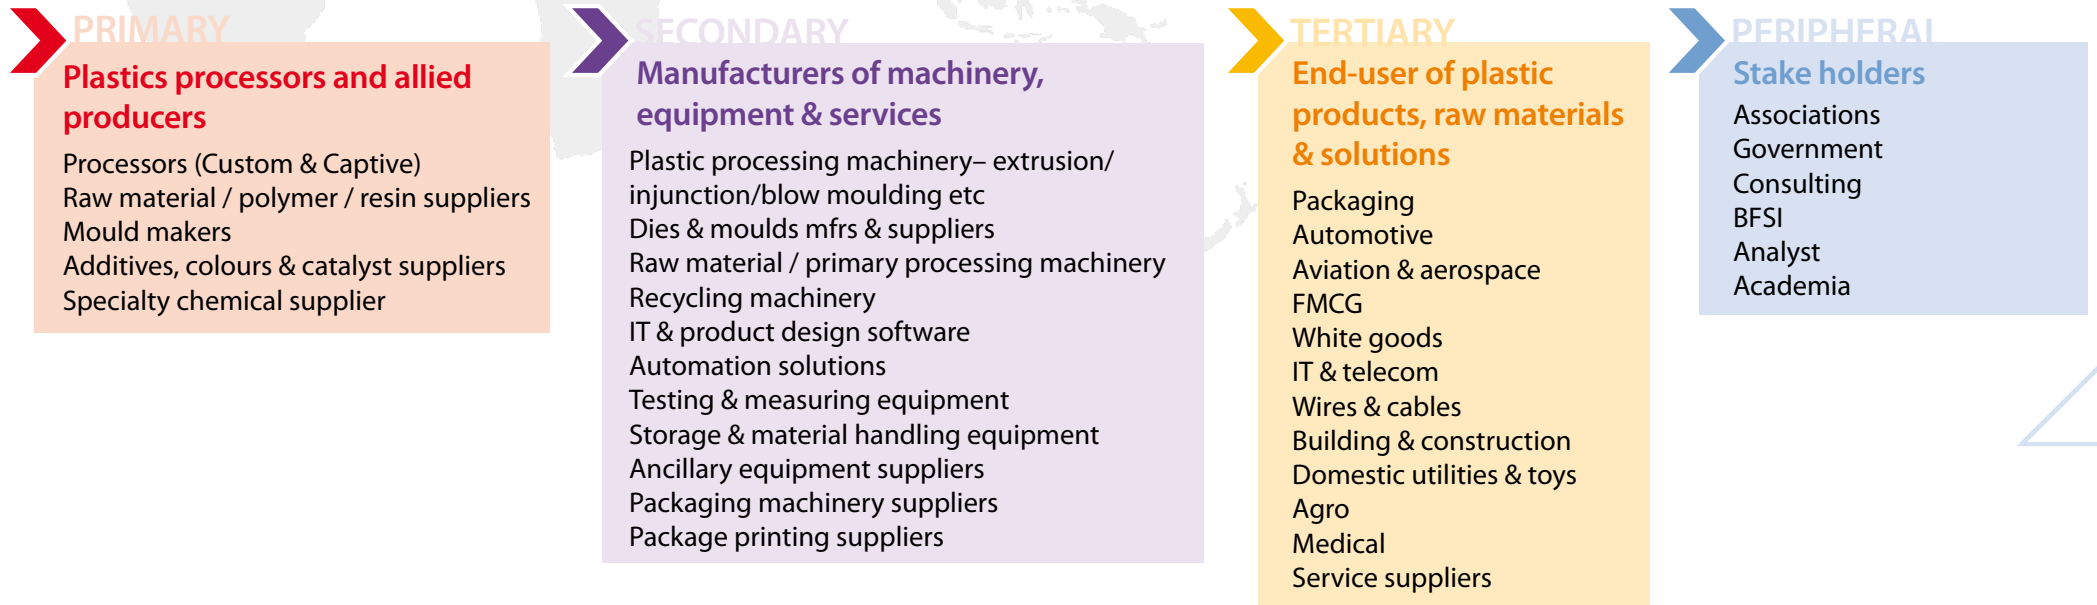 PRIMARY
Plastics processors and allied
producers
Processors (Custom & Captive)
Raw material / polymer / resin suppliers
Mould makers
Additives, colours & catalyst suppliers
Specialty chemical supplier
SECONDARY
Manufacturers of machinery,
equipment & services
Plastic processing machinery– extrusion/
injunction/blow moulding etc
Dies & moulds mfrs & suppliers
Raw material / primary processing machinery
Recycling machinery
IT & product design software
Automation solutions
Testing & measuring equipment
Storage & material handling equipment
Ancillary equipment suppliers
Packaging machinery suppliers
Package printing suppliers
TERTIARY
End-user of plastic
products, raw materials
& solutions
Packaging
Automotive
Aviation & aerospace
FMCG
White goods
IT & telecom
Wires & cables
Building & construction
Domestic utilities & toys
Agro
Medical
Service suppliers
PERIPHERAL
Stake holders
Associations
Government
Consulting
BFSI
Analyst
Academia